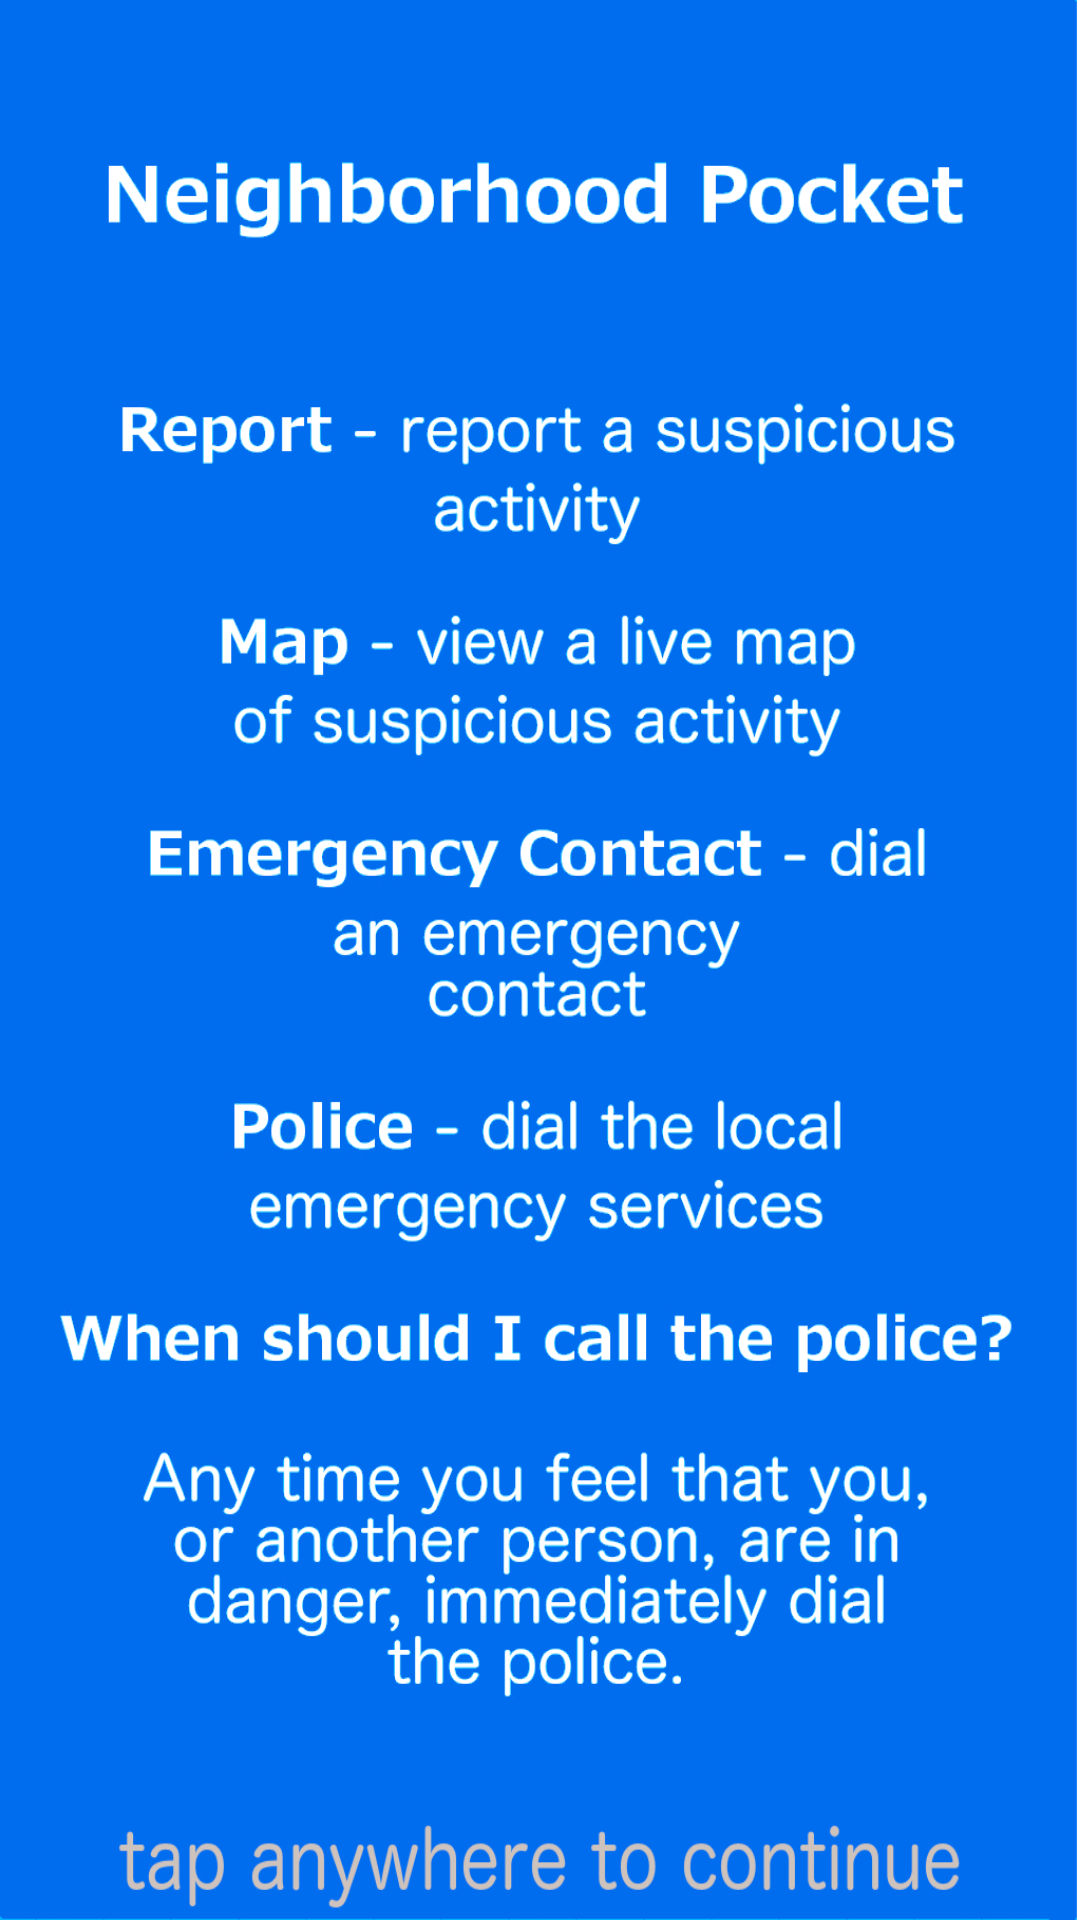 Neighborhood Pocket
Report - report a suspicious
activity
Map - view a live map
of suspicious activity
Emergency Contact - dial
an emergency
contact
Police - dial the local
emergency services
When should I call the police?
Any time you feel that you,
or another person, are in
danger, immediately dial
the police.
tap anywhere to continue